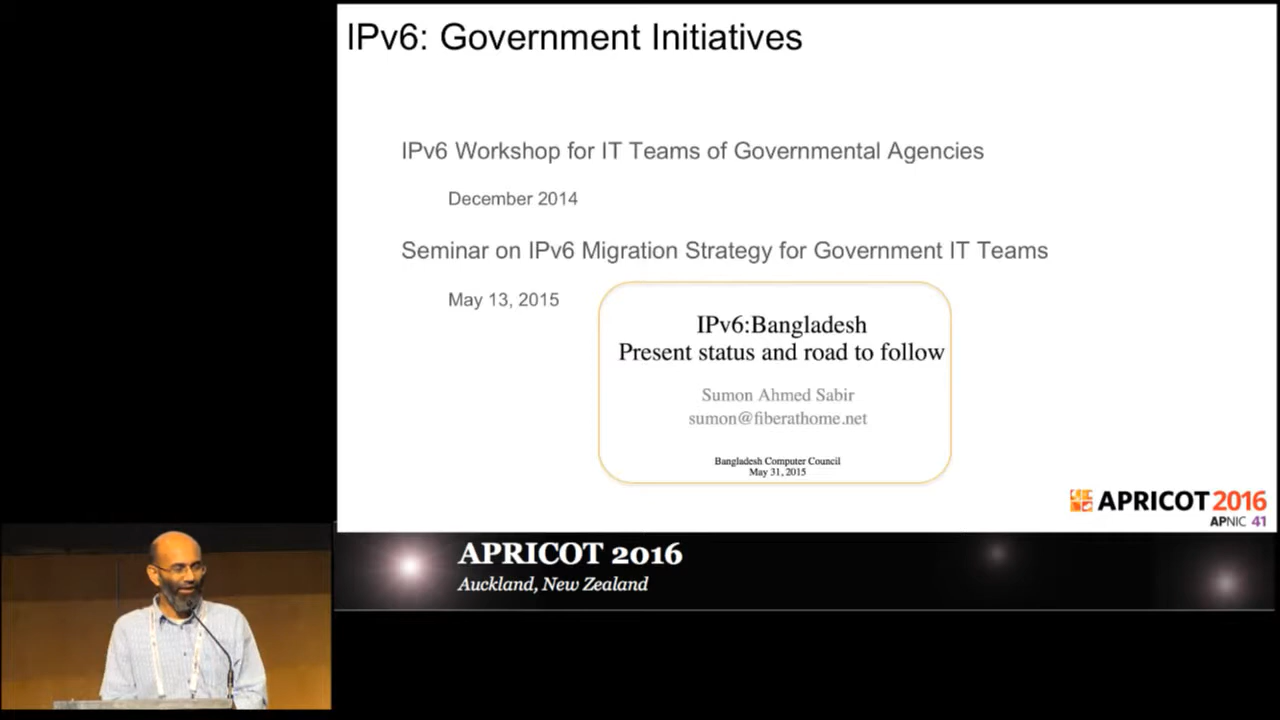 IPv6: Government Initiatives
IPv6 Workshop for IT Teams of Governmental Agencies
December 2014
Seminar on IPv6 Migration Strategy for Government IT Teams
May 13, 2015
IPv6:Bangladesh
Present status and road to follow
Sumon Ahmed Sabir
sumon@fiberathome.net
Bangladesh Computer Council
May 31, 2015
APRICOT 2016
APNIC 41
APRICOT 2016
Auckland, New Zealand